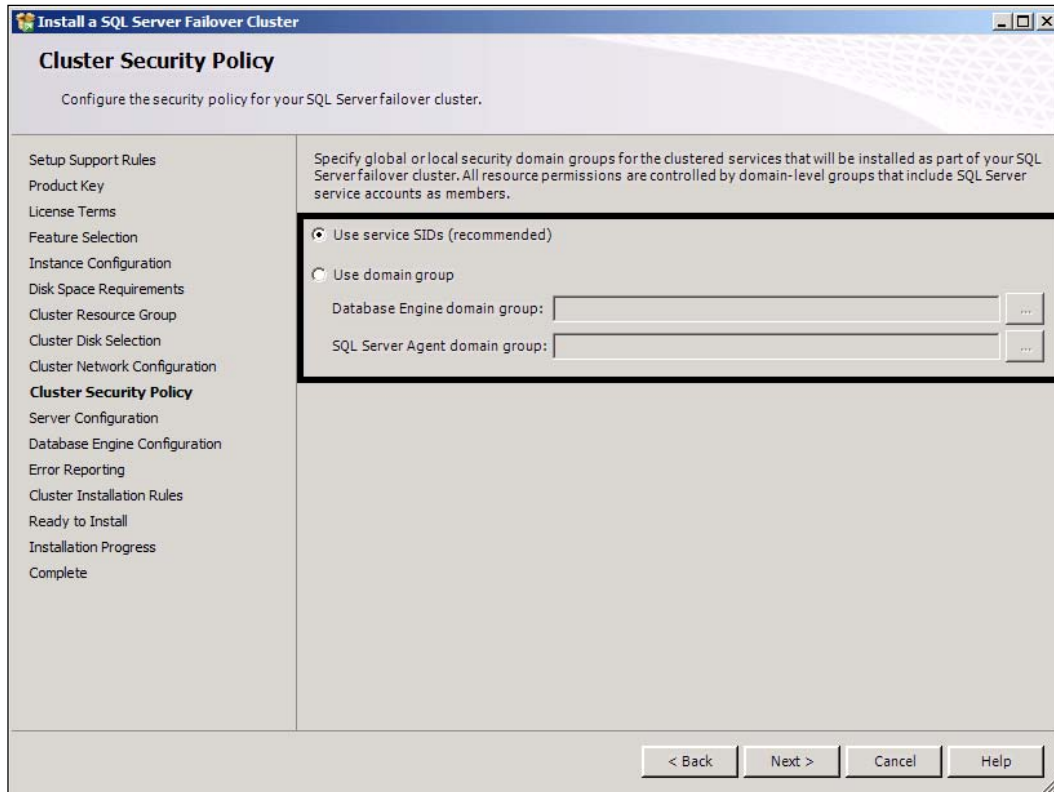 Install a SQL Server Failover Cluster
Cluster Security Policy
Configure the security policy for your SQL Server failover cluster.
Setup Support Rules
Product Key
License Terms
Feature Selection
Instance Configuration
Disk Space Requirements
Cluster Resource Group
Cluster Disk Selection
Cluster Network Configuration
Cluster Security Policy
Server Configuration
Database Engine Configuration
Error Reporting
Cluster Installation Rules
Ready to Install
Installation Progress
Complete
Specify global or local security domain groups for the clustered services that will be installed as part of your SQL
Server failover cluster. All resource permissions are controlled by domain-level groups that include SQL Server
service accounts as members.
Use service SIDs (recommended)
Use domain group
Database Engine domain group:
...
SQL Server Agent domain group:
...
< Back
Next >
Cancel
Help